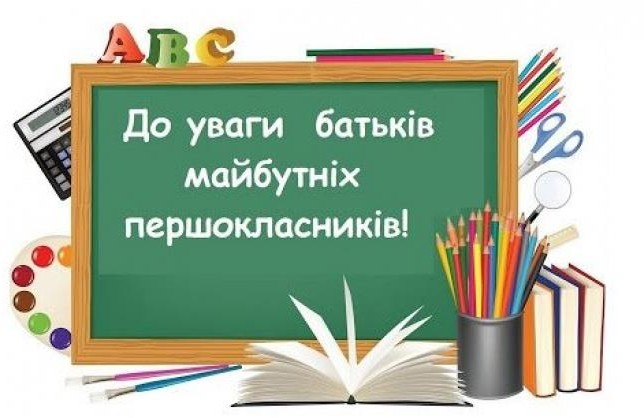 ABC
До уваги батьків
майбутніх
першокласників!